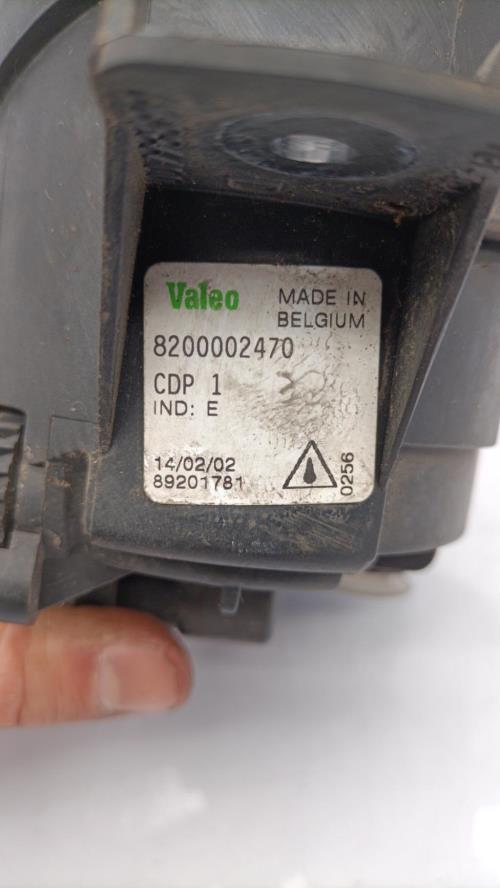 Valeo
MADE IN
BELGIUM
8200002470
CDP 1
IND: E
14/02/02
89201781
0256